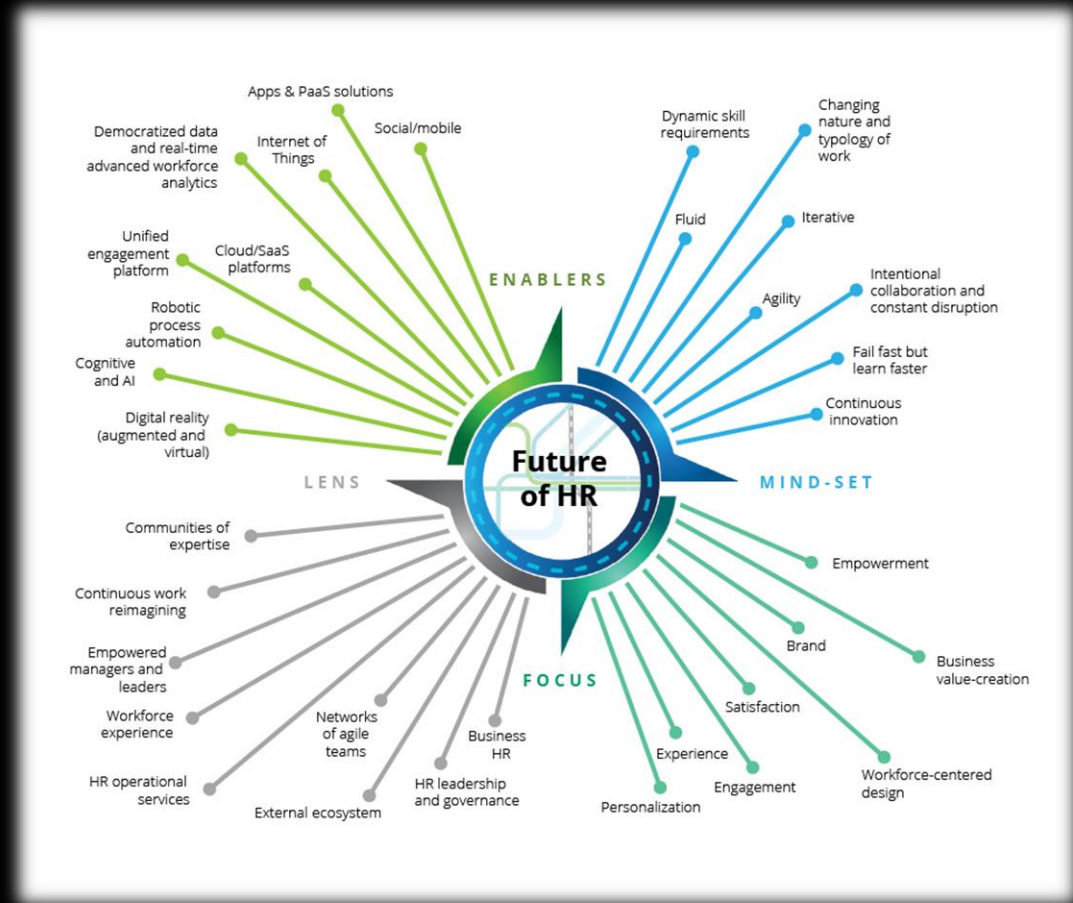 Apps & PaaS solutions
Social/mobile
Democratized data
and real-time
advanced workforce
analytics
Internet of
Things
Unified
engagement
platform
Cloud/SaaS
platforms
Robotic
process
automation
Cognitive
and AI
Digital reality
(augmented and
virtual)
ENABLERS
Dynamic skill
requirements
Changing
nature and
typology of
work
Fluid
Iterative
Intentional
collaboration and
constant disruption
Agility
Fail fast but
learn faster
Continuous
innovation
MIND-SET
Future
of HR
LENS
Communities of
expertise
Continuous work
reimagining
Empowered
managers and
leaders
Workforce
experience
HR operational
services
Networks
of agile
teams
External ecosystem
HR leadership
and governance
Business
HR
FOCUS
Empowerment
Business
value-creation
Brand
Satisfaction
Workforce-centered
design
Experience
Engagement
Personalization